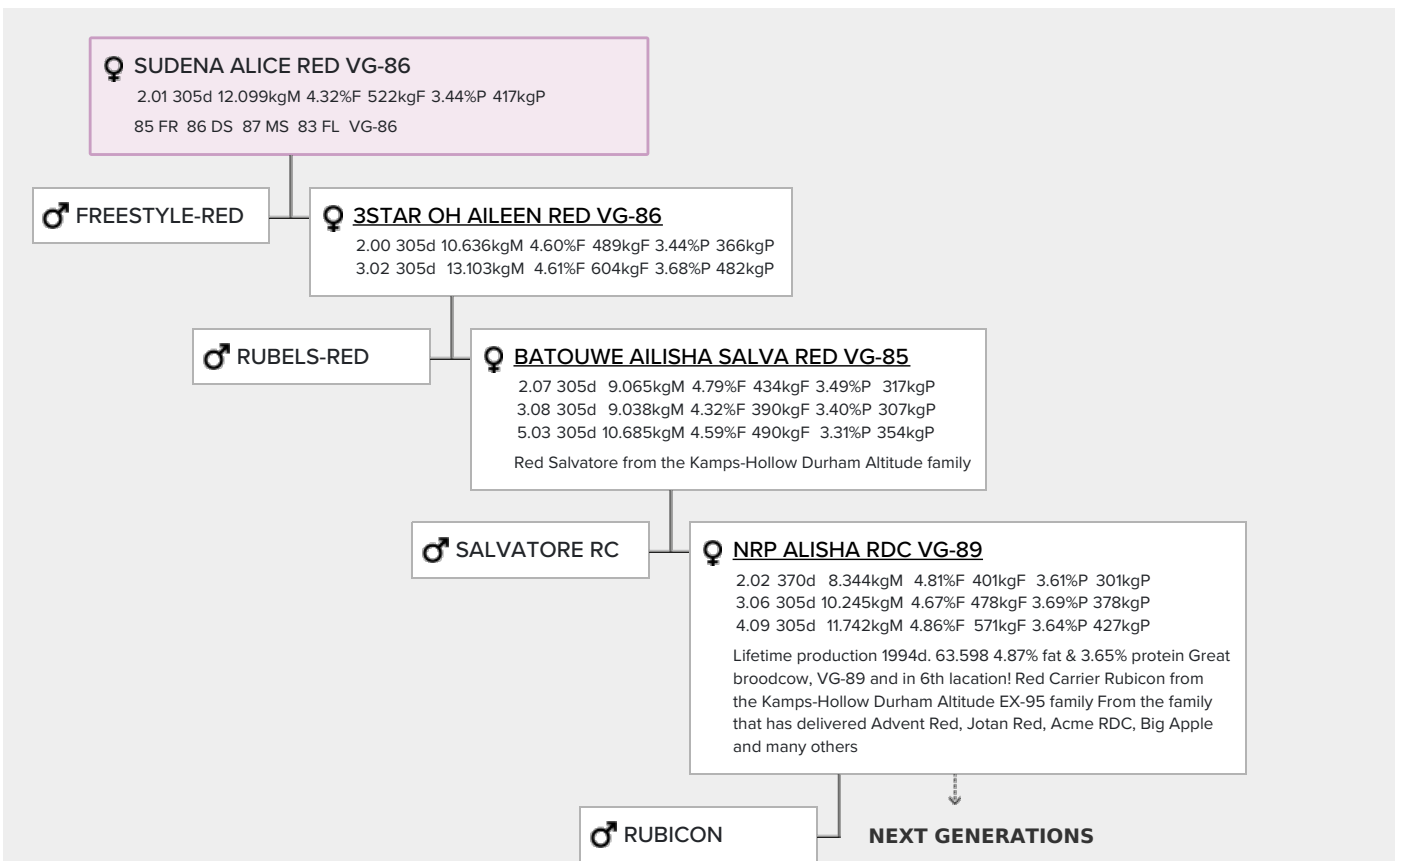 SUDENA ALICE RED VG-86
2.01 305d 12.099kgM 4.32%F 522kgF 3.44%P 417kgP
85 FR 86 DS 87 MS 83 FL VG-86
FREESTYLE-RED
3STAR OH AILEEN RED VG-86
2.00 305d 10.636kgM 4.60%F 489kgF 3.44%P 366kgP
3.02 305d 13.103kgM 4.61%F 604kgF 3.68%P 482kgP
RUBELS-RED
BATOUWE AILISHA SALVA RED VG-85
2.07 305d 9.065kgM 4.79%F 434kgF 3.49%P 317kgP
3.08 305d 9.038kgM 4.32%F 390kgF 3.40%P 307kgP
5.03 305d 10.685kgM 4.59%F 490kgF 3.31%P 354kgP
Red Salvatore from the Kamps-Hollow Durham Altitude family
SALVATORE RC
NRP ALISHA RDC VG-89
2.02 370d 8.344kgM 4.81%F 401kgF 3.61%P 301kgP
3.06 305d 10.245kgM 4.67%F 478kgF 3.69%P 378kgP
4.09 305d 11.742kgM 4.86%F 571kgF 3.64%P 427kgP
Lifetime production 1994d. 63.598 4.87% fat & 3.65% protein Great
broodcow, VG-89 and in 6th lacation! Red Carrier Rubicon from
the Kamps-Hollow Durham Altitude EX-95 family From the family
that has delivered Advent Red, Jotan Red, Acme RDC, Big Apple
and many others
RUBICON
NEXT GENERATIONS